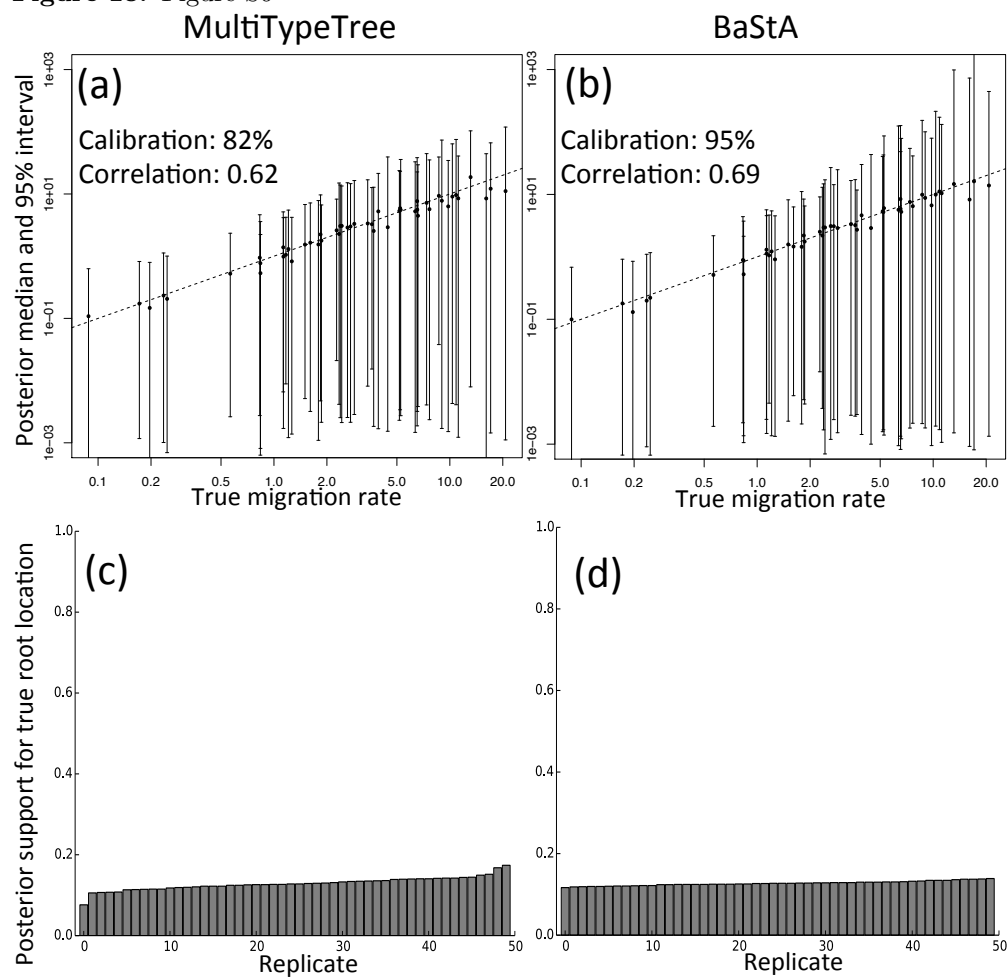 MultiTypeTree
BaStA
Posterior median and 95% interval
1e+03
1e+01
1e−01
1e−03
(a)
Calibration: 82%
Correlation: 0.62
0.1 0.2 0.5 1.0 2.0 5.0 10.0 20.0
True migration rate
1e+03
1e+01
1e−01
1e−03
(b)
Calibration: 95%
Correlation: 0.69
0.1 0.2 0.5 1.0 2.0 5.0 10.0 20.0
True migration rate
Posterior support for true root location
1.0
0.8
0.6
0.4
0.2
0.0
(c)
0 10 20 30 40 50
Replicate
1.0
0.8
0.6
0.4
0.2
0.0
(d)
0 10 20 30 40 50
Replicate